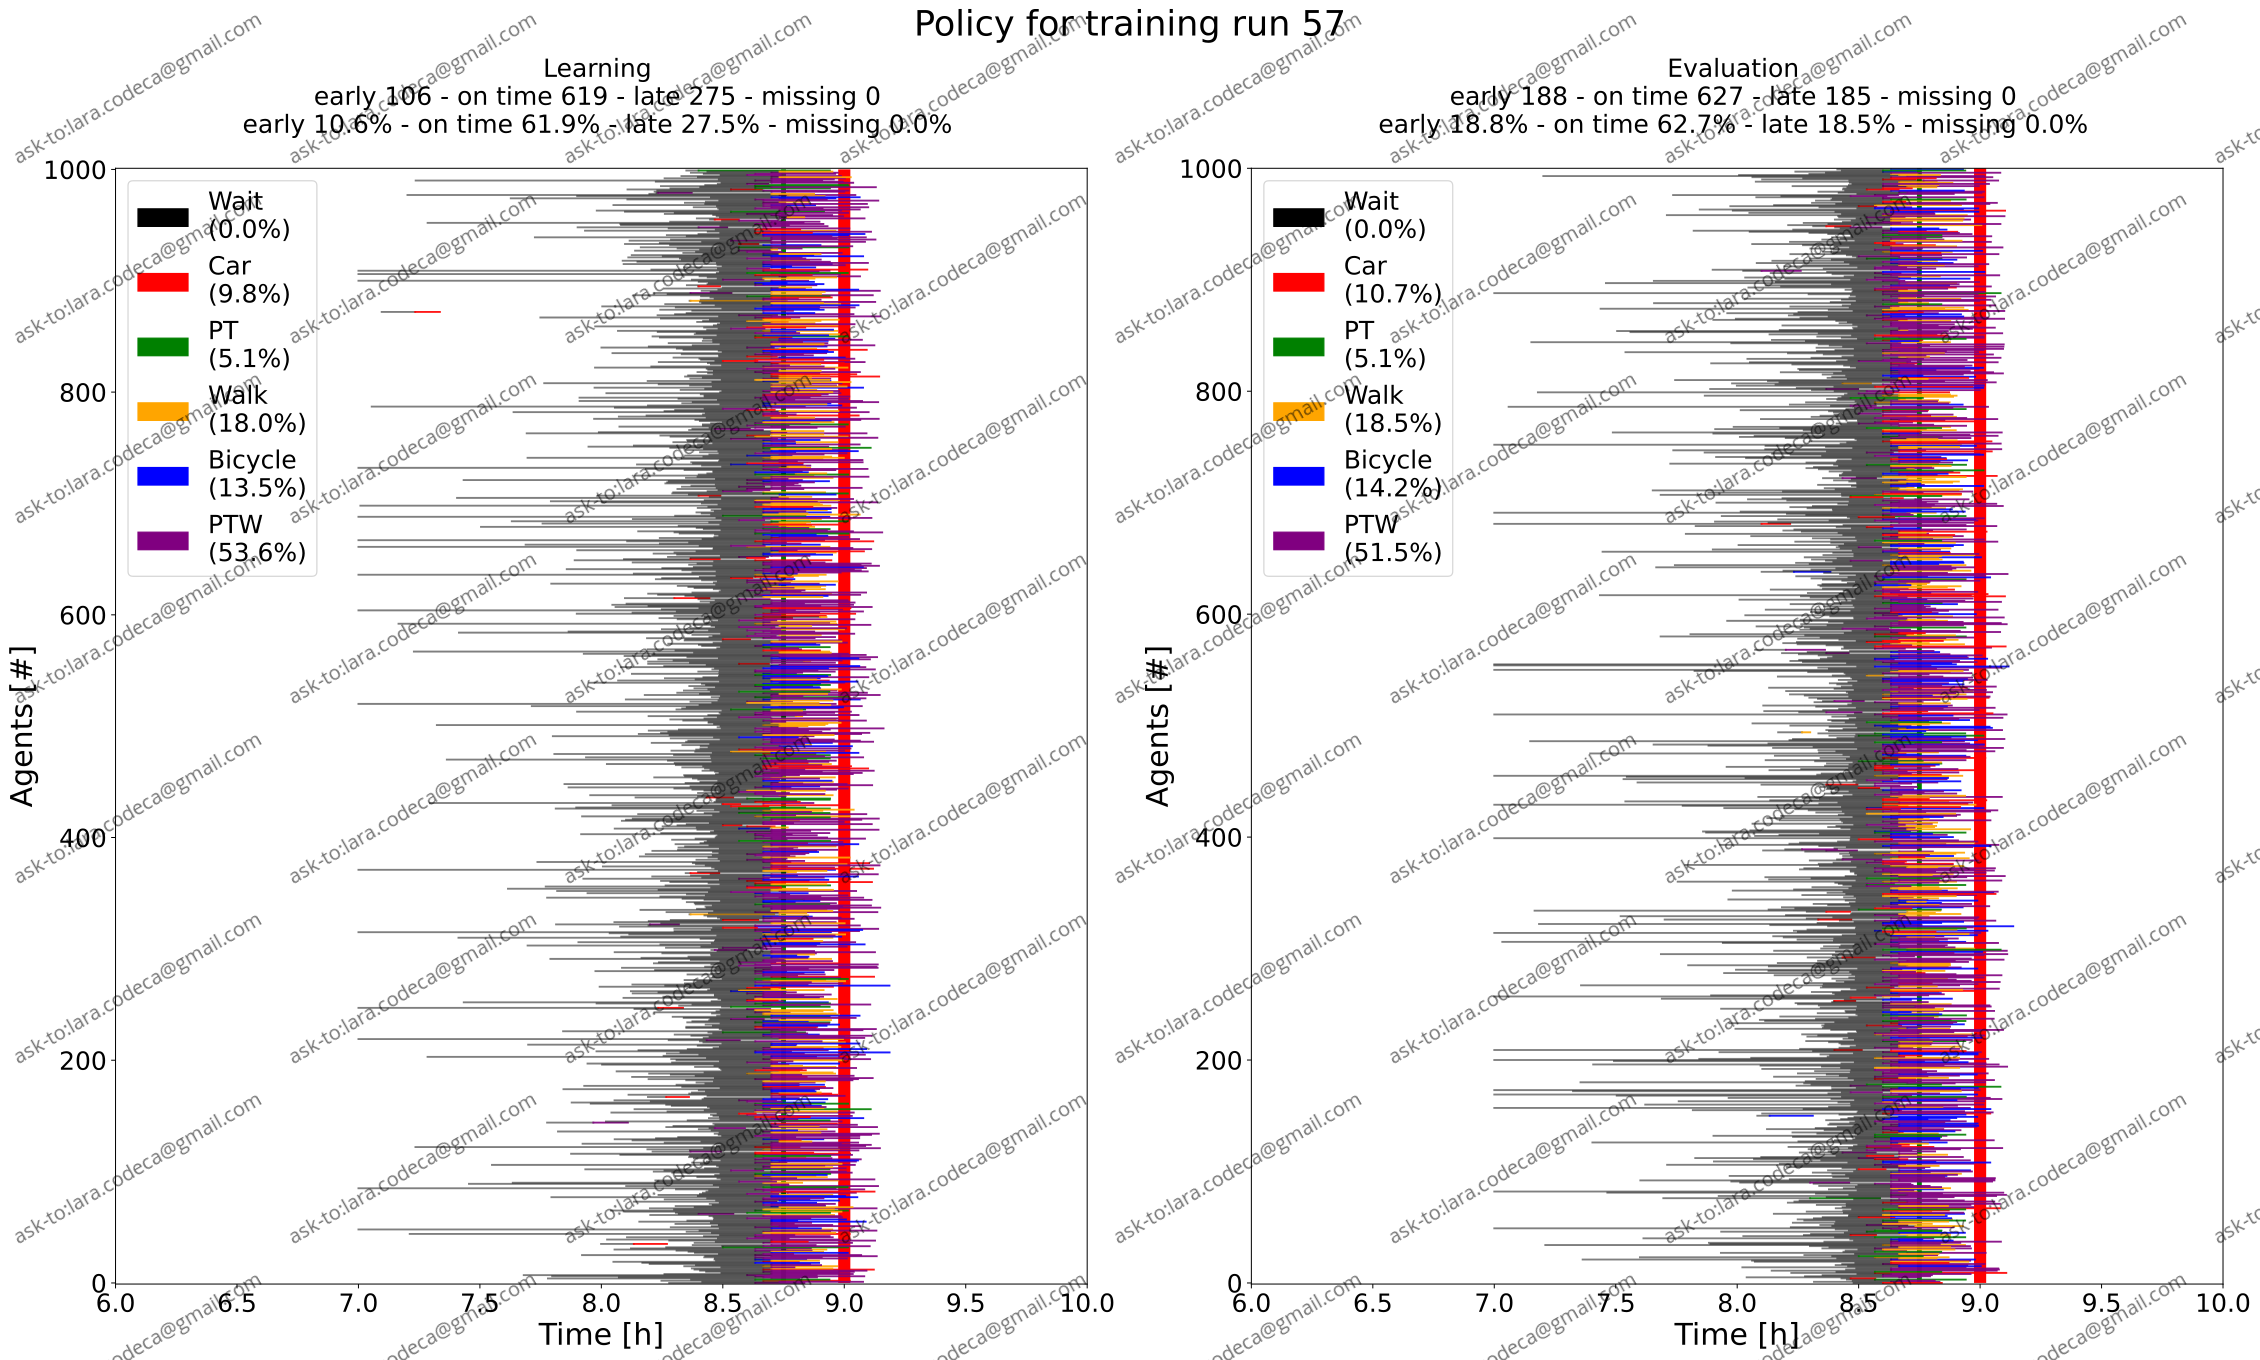 Policy for training run 57
Learning
early 106 - on time 619 - late 275 - missing 0
early 10.6% - on time 61.9% - late 27.5% - missing 0.0%
1000
800
600
400
200
0
Agents [#]
Wait
(0.0%)
Car
(9.8%)
PT
(5.1%)
Walk
(18.0%)
Bicycle
(13.5%)
PTW
(53.6%)
6.0 6.5 7.0 7.5 8.0 8.5 9.0 9.5 10.0
Time [h]
Evaluation
early 188 - on time 627 - late 185 - missing 0
early 18.8% - on time 62.7% - late 18.5% - missing 0.0%
1000
800
600
400
200
0
Agents [#]
Wait
(0.0%)
Car
(10.7%)
PT
(5.1%)
Walk
(18.5%)
Bicycle
(14.2%)
PTW
(51.5%)
6.0 6.5 7.0 7.5 8.0 8.5 9.0 9.5 10.0
Time [h]
ask-to:lara.codeca@gmail.com